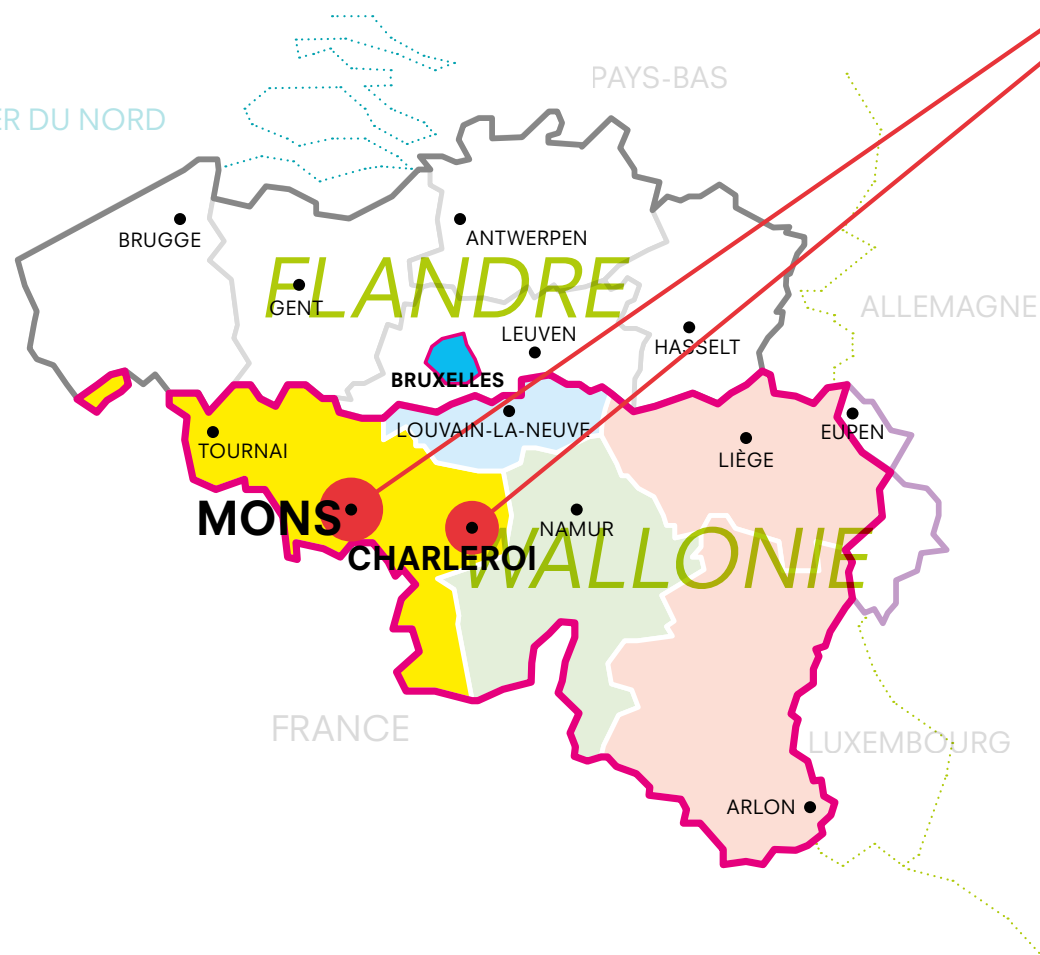 PAYS-BAS
ER DU NORD
BRUGGE
ANTWERPEN
FLANDRE
GENT
ALLEMAGNE
LEUVEN
HASSELT
BRUXELLES
LOUVAIN-LA-NEUVE
EUPEN
TOURNAI
LIÈGE
MONS
NAMUR
CHARLEROI
WALLONIE
FRANCE
LUXEMBOURG
ARLON